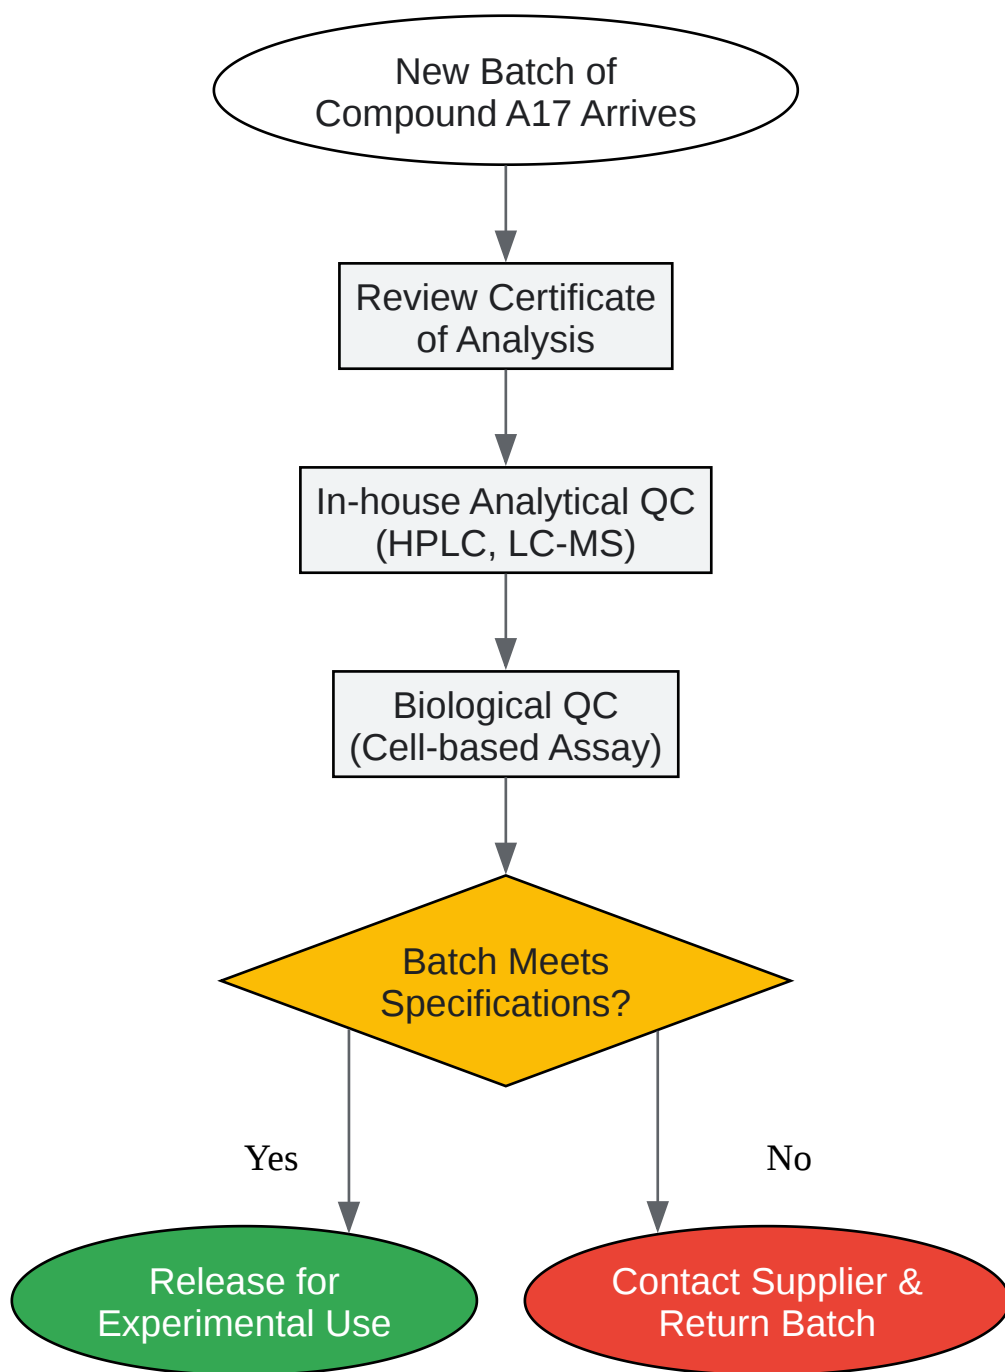 New Batch of
Compound A17 Arrives
Review Certificate
of Analysis
In-house Analytical QC
(HPLC, LC-MS)
Biological QC
(Cell-based Assay)
Batch Meets
Specifications?
Yes
No
Release for
Experimental Use
Contact Supplier &
Return Batch